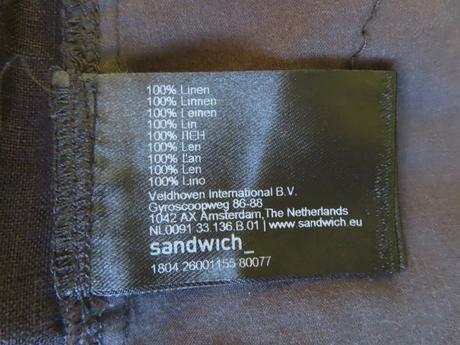 100% Linen
100% Linnen
100% Leinen
100% Lin
100% ЛЕН
100% Len
100% Lan
100% Len
100% Lino
Veldhoven International B.V.
Gyroscoopweg 86-88
1042 AX Amsterdam,The Netherlands
NL0091 33.136.B.01 | www.sandwich.eu
sandwich_
1804 26001155 80077